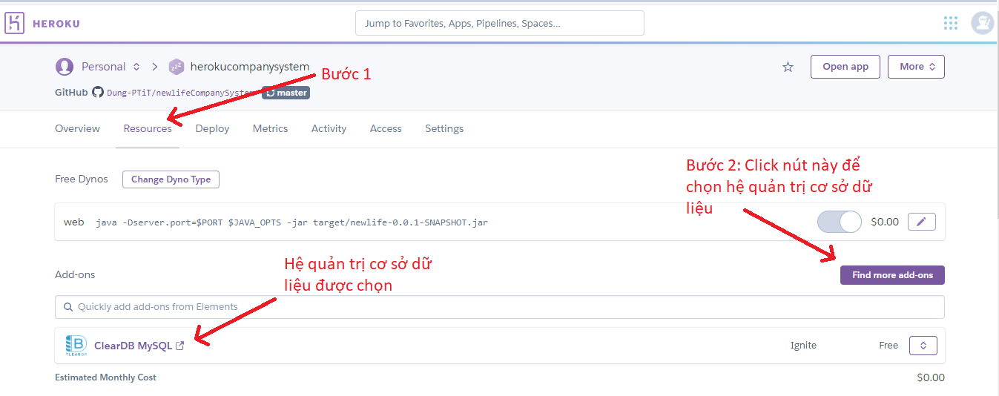 HEROKU
Jump to Favorites, Apps, Pipelines, Spaces...
Personal
herokucompanysystem
Open app
More
Bước 1
GitHub Dung-PTiT/newlifeCompanySystem master
Overview Resources Deploy Metrics Activity Access Settings
Bước 2: Click nút này để
chọn hệ quản trị cơ sở dữ
liệu
Free Dynos
Change Dyno Type
web java -Dserver.port=$PORT $JAVA_OPTS -jar target/newlife-0.0.1-SNAPSHOT.jar
$0.00
Hệ quản trị cơ sở dữ
liệu được chọn
Add-ons
Find more add-ons
Quickly add add-ons from Elements
ClearDB MySQL
Ignite
Free
Estimated Monthly Cost
$0.00